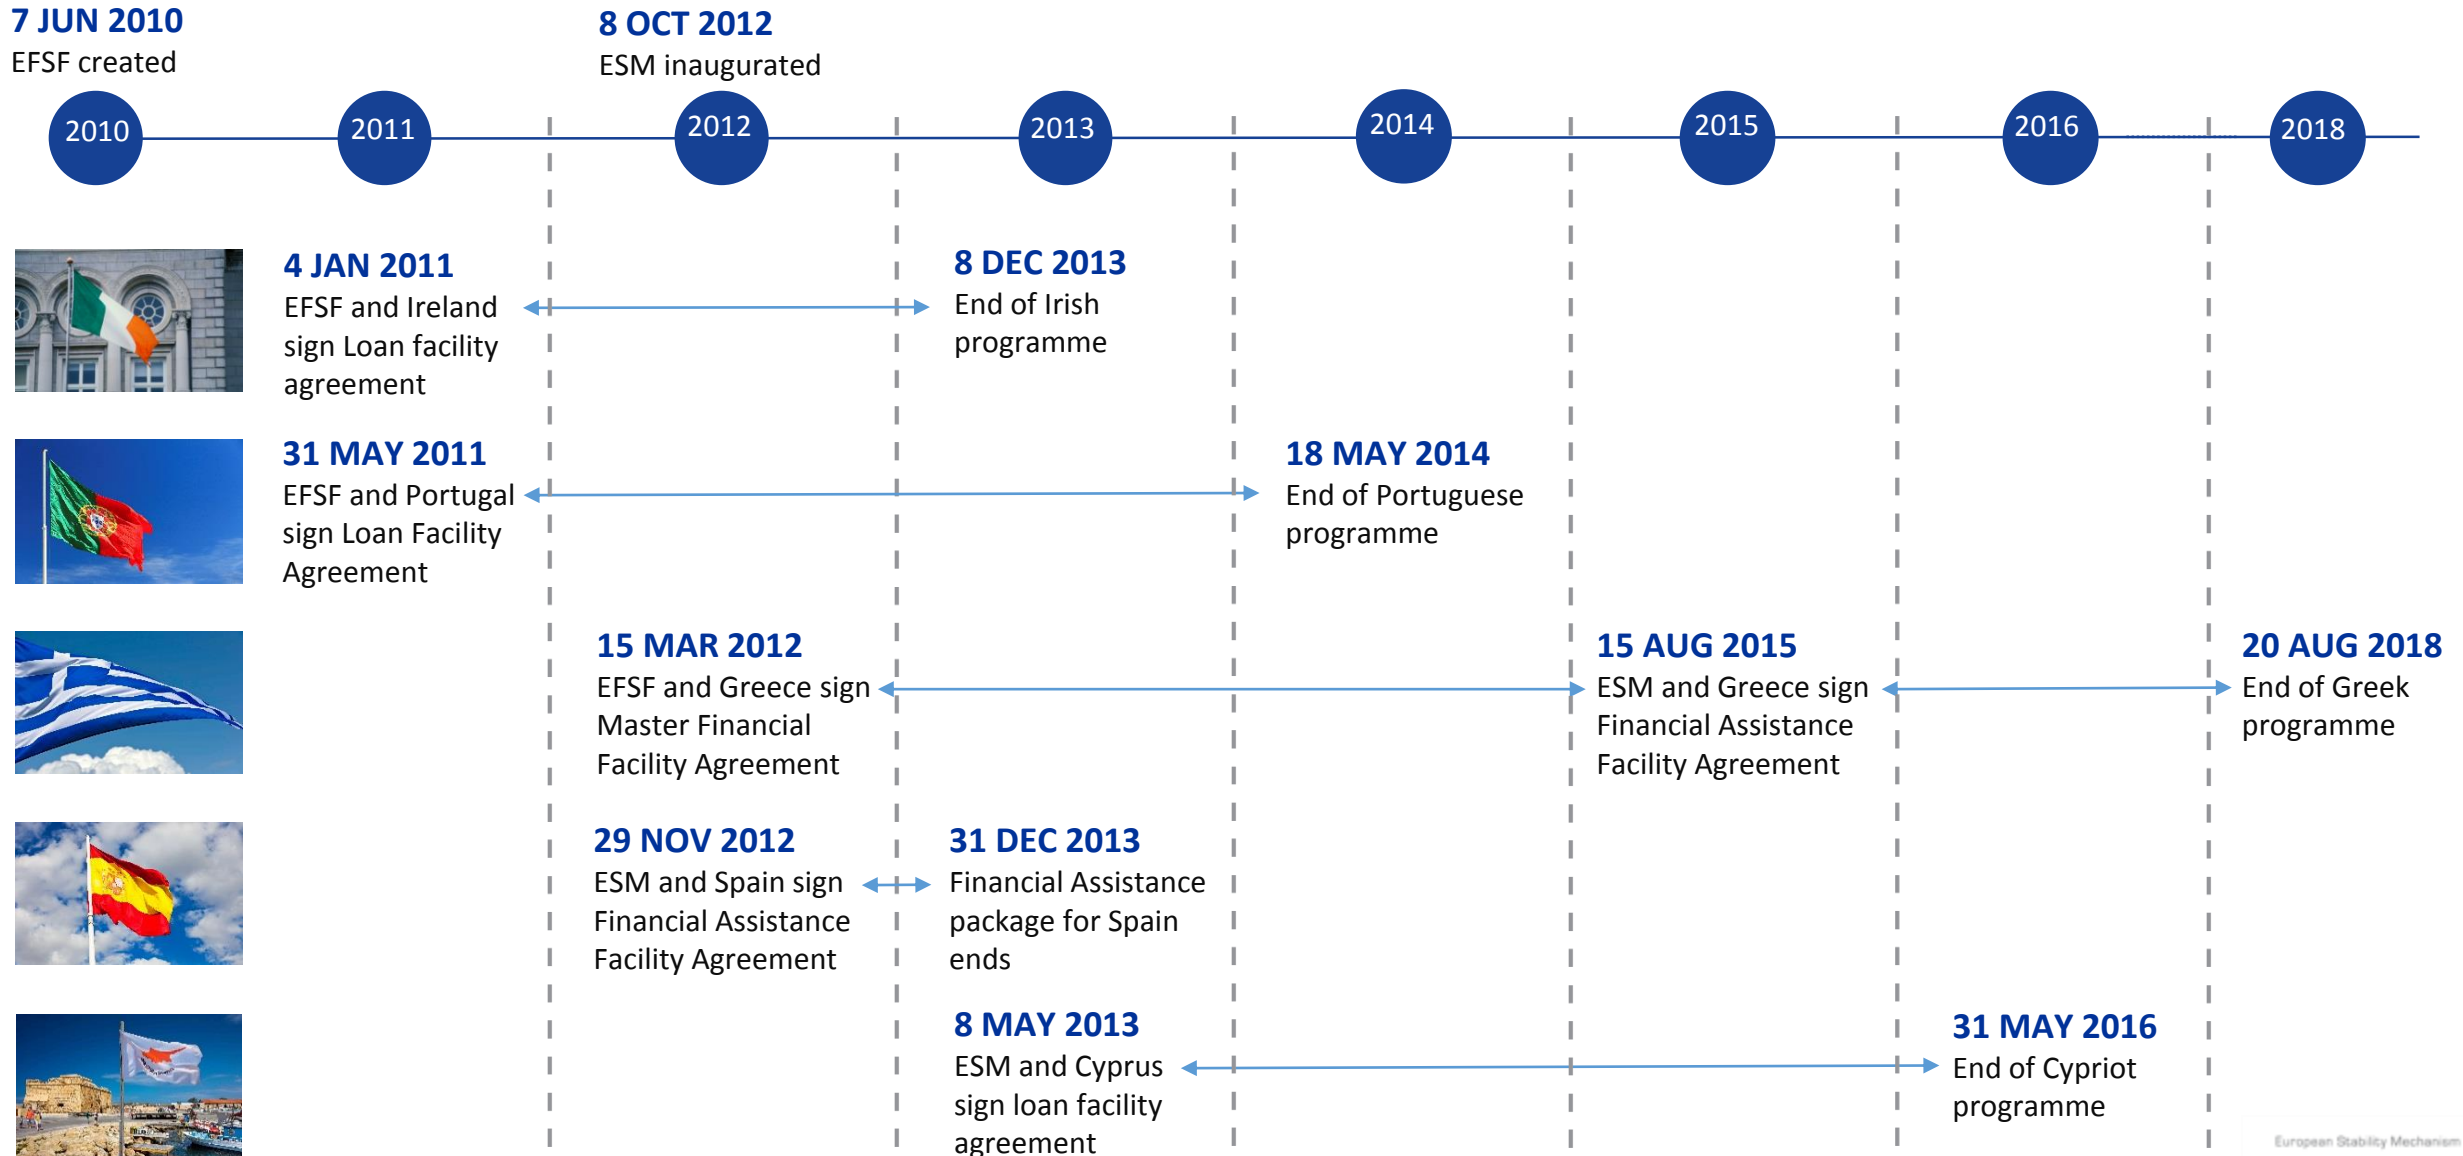 7 JUN 2010
EFSF created
8 OCT 2012
ESM inaugurated
2010
2011
2012
2013
2014
2015
2016
2018
4 JAN 2011
EFSF and Ireland
sign Loan facility
agreement
8 DEC 2013
End of Irish
programme
31 MAY 2011
EFSF and Portugal
sign Loan Facility
Agreement
18 MAY 2014
End of Portuguese
programme
15 MAR 2012
EFSF and Greece sign
Master Financial
Facility Agreement
15 AUG 2015
ESM and Greece sign
Financial Assistance
Facility Agreement
20 AUG 2018
End of Greek
programme
29 NOV 2012
ESM and Spain sign
Financial Assistance
Facility Agreement
31 DEC 2013
Financial Assistance
package for Spain
ends
8 MAY 2013
ESM and Cyprus
sign loan facility
agreement
31 MAY 2016
End of Cypriot
programme
European Stability Mechanism